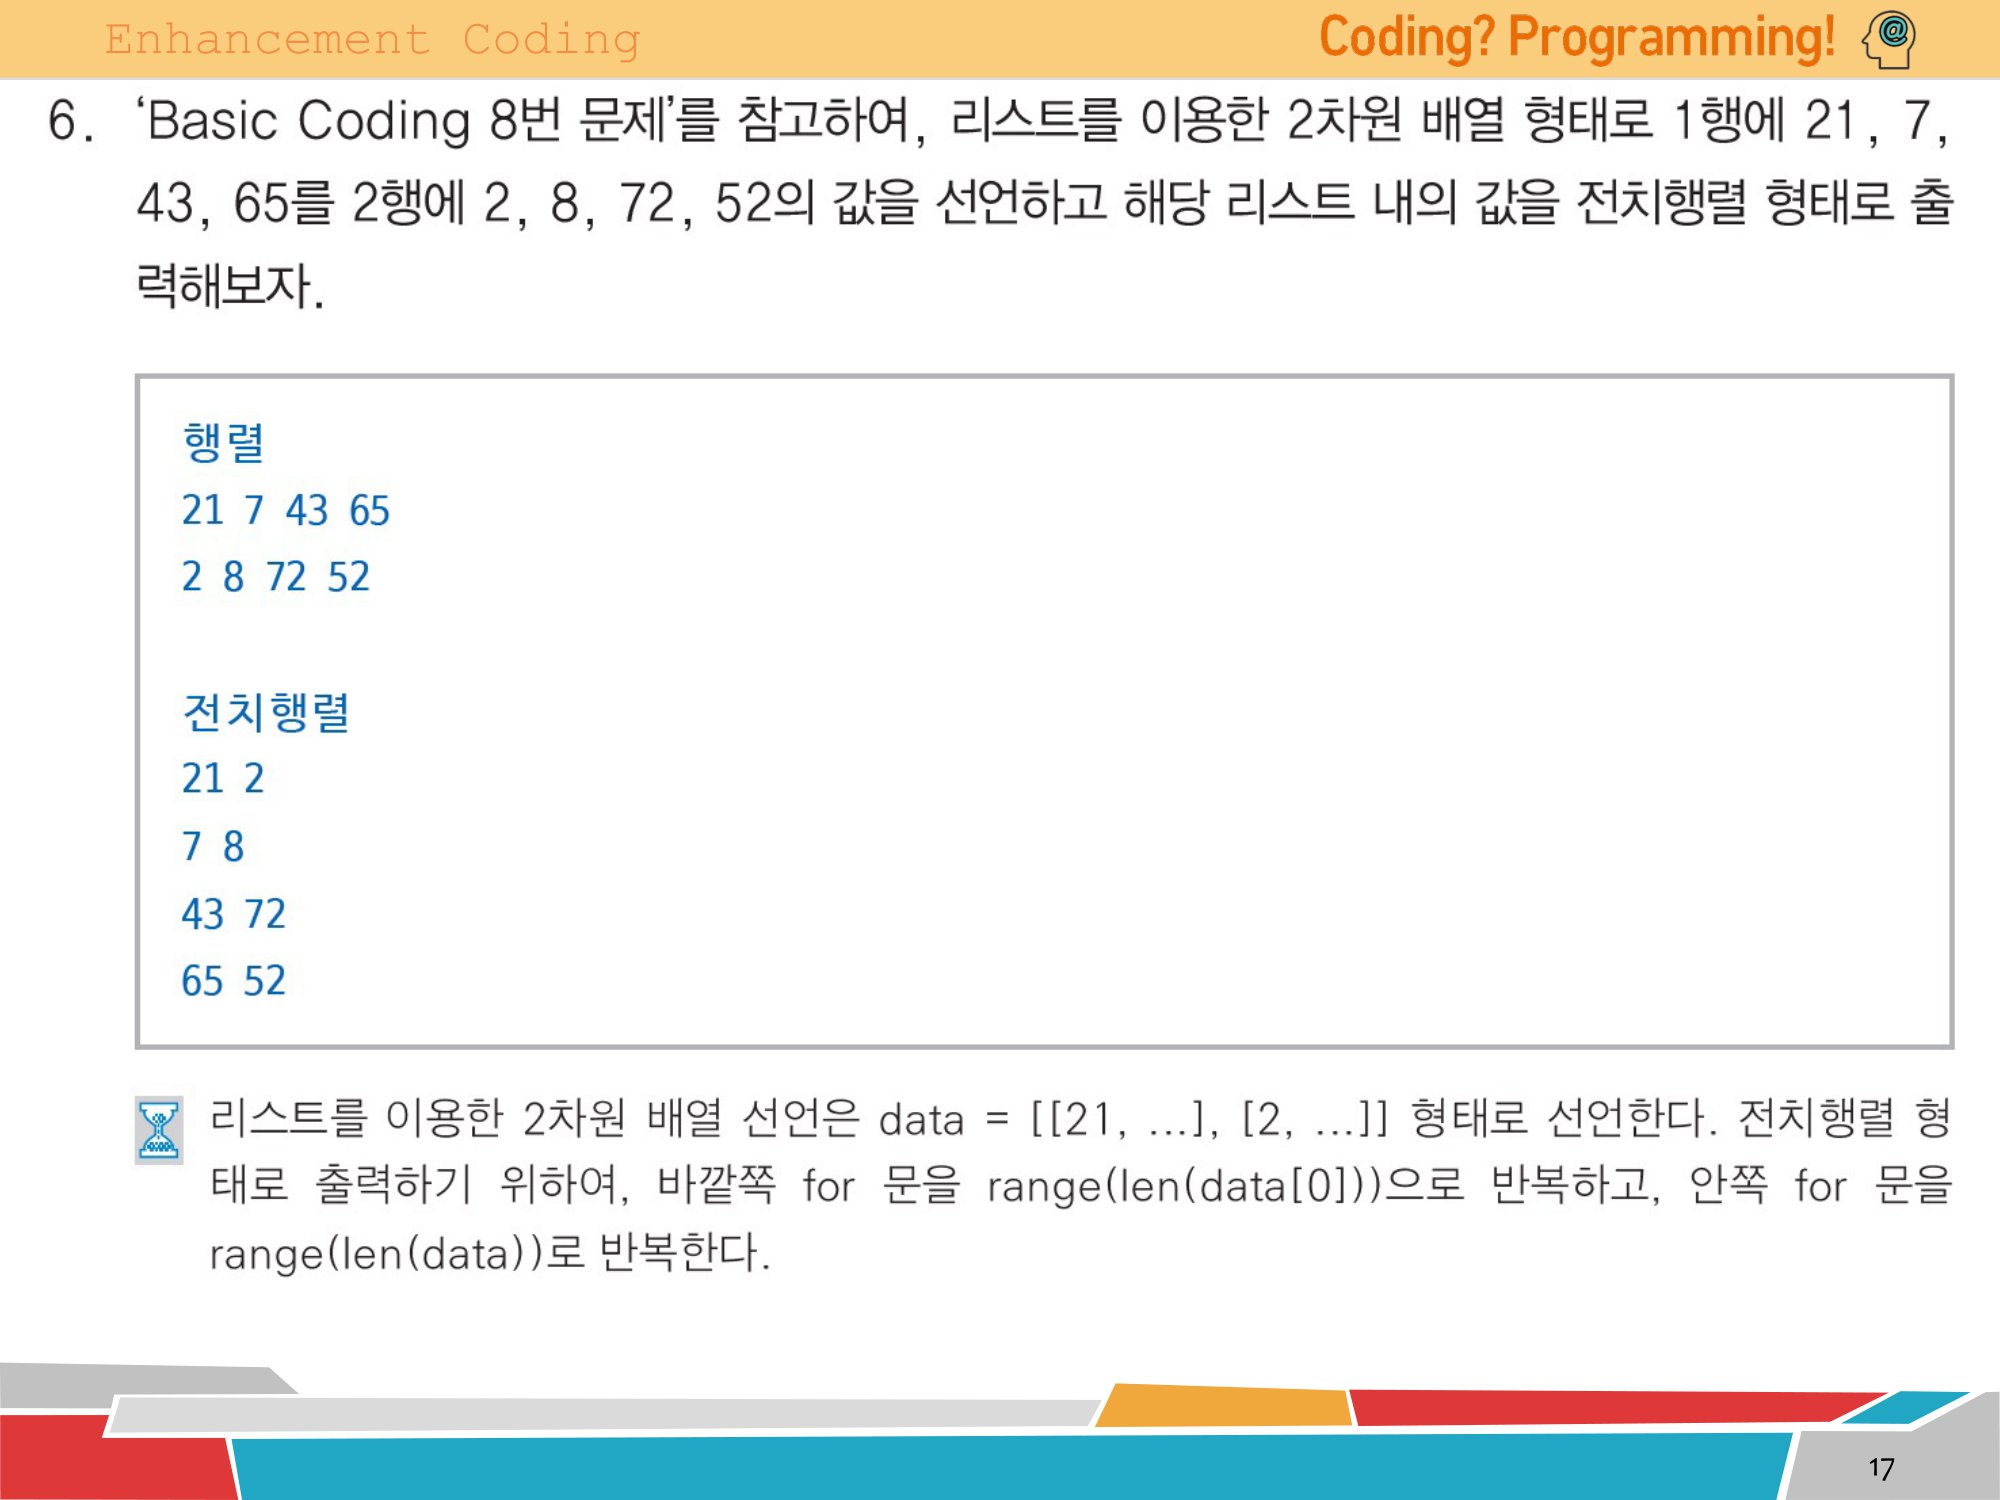 Enhancement Coding
Coding? Programming!
6. ‘Basic Coding 8번 문제’를 참고하여, 리스트를 이용한 2차원 배열 형태로 1행에 21, 7,
43, 65를 2행에 2, 8, 72, 52의 값을 선언하고 해당 리스트 내의 값을 전치행렬 형태로 출
력해보자.
행렬
21 7 43 65
2 8 72 52
전치행렬
21 2
7 8
43 72
65 52
리스트를 이용한 2차원 배열 선언은 data = [[21, ...], [2, ...]] 형태로 선언한다. 전치행렬 형
태로 출력하기 위하여, 바깥쪽 for 문을 range(len(data[0]))으로 반복하고, 안쪽 for 문을
range(len(data))로 반복한다.
17